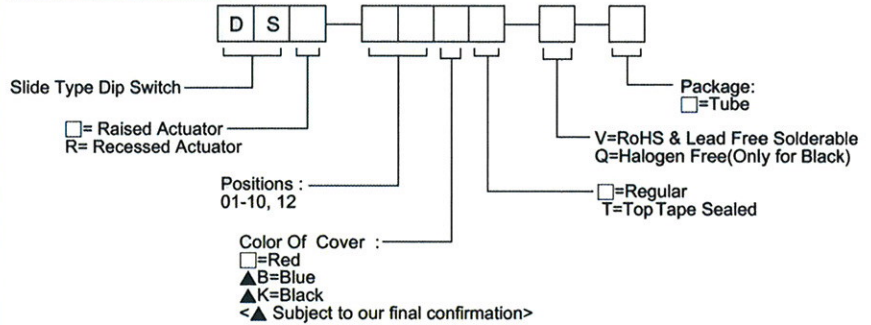 D S
Slide Type Dip Switch
Package:
□=Tube
□= Raised Actuator
R= Recessed Actuator
V=RoHS & Lead Free Solderable
Q=Halogen Free(Only for Black)
Positions :
01-10, 12
□=Regular
T=Top Tape Sealed
Color Of Cover :
□=Red
▲B=Blue
▲K=Black
<▲ Subject to our final confirmation>